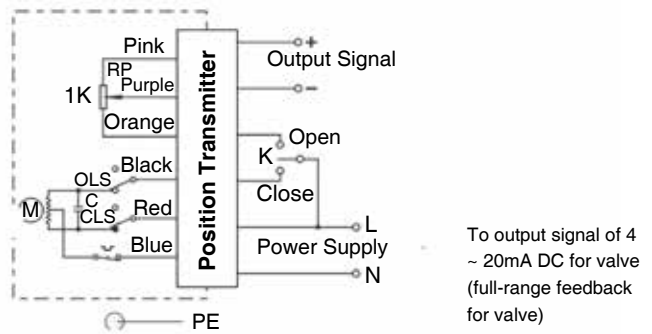 Pink
RP
Purple
1K
Orange
Black
OLS
C
M
CLS
Red
Blue
PE
Position Transmitter
+
Output Signal
−
Open
K
Close
L
Power Supply
N
To output signal of 4
~ 20mA DC for valve
(full-range feedback
for valve)